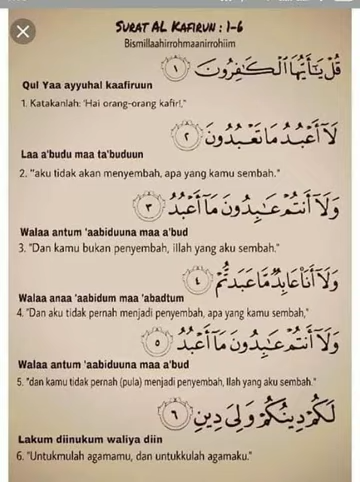 SURAT AL KAFIRUN : 1-6
Bismillaahirrohmaanirrohiim
قُلْ يَٰٓأَيُّهَا ٱلْكَٰفِرُونَ ١
Qul Yaa ayyuhal kaafiruun
1. Katakanlah: 'Hai orang-orang kafir!,"
لَآ أَعْبُدُ مَا تَعْبُدُونَ ٢
Laa a'budu maa ta'buduun
2. "aku tidak akan menyembah, apa yang kamu sembah."
وَلَآ أَنتُمْ عَٰبِدُونَ مَآ أَعْبُدُ ٣
Walaa antum 'aabiduuna maa a'bud
3. "Dan kamu bukan penyembah, illah yang aku sembah."
وَلَآ أَنَا۠ عَابِدٌ مَّا عَبَدتُّمْ ٤
Walaa anaa 'aabidum maa 'abadtum
4. "Dan aku tidak pernah menjadi penyembah, apa yang kamu sembah,"
وَلَآ أَنتُمْ عَٰبِدُونَ مَآ أَعْبُدُ ٥
Walaa antum 'aabiduuna maa a'bud
5. "dan kamu tidak pernah (pula) menjadi penyembah, Ilah yang aku sembah."
لَكُمْ دِينُكُمْ وَلِىَ دِينِ ٦
Lakum diinukum waliya diin
6. "Untukmulah agamamu, dan untukkulah agamaku."